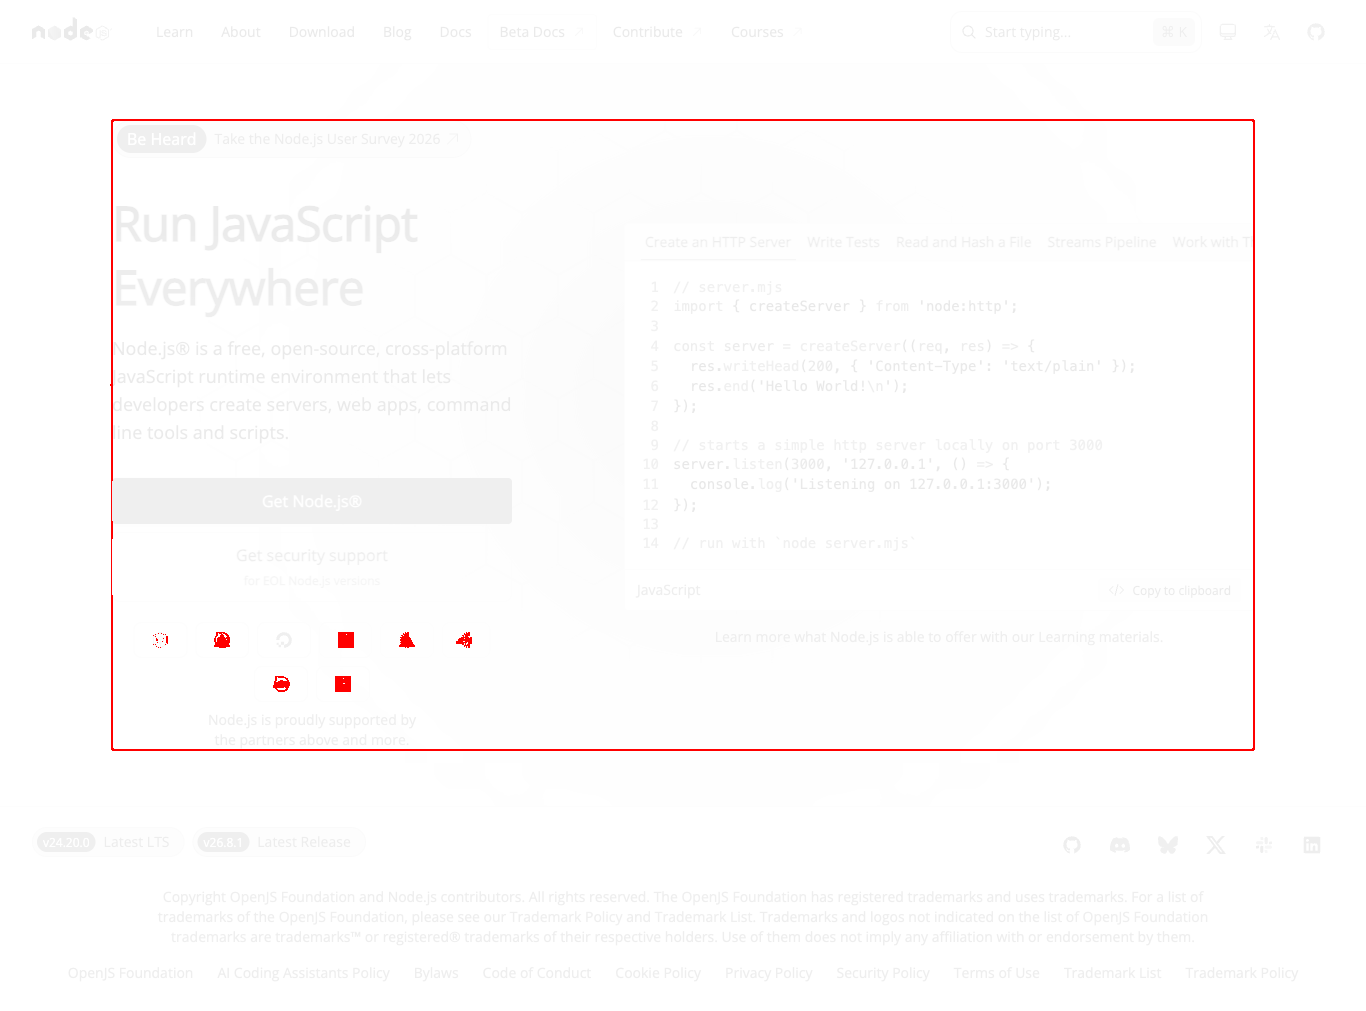 node
Learn
About
Download
Blog
Docs
Beta Docs
Contribute
Courses
Start typing...
⌘ K
Be Heard
Take the Node.js User Survey 2026
Run JavaScript
Everywhere
Node.js® is a free, open-source, cross-platform
JavaScript runtime environment that lets
developers create servers, web apps, command
line tools and scripts.
Get Node.js®
Get security support
for EOL Node.js versions
Node.js is proudly supported by
the partners above and more.
Create an HTTP Server
Write Tests
Read and Hash a File
Streams Pipeline
Work with T
1 // server.mjs
2 import { createServer } from 'node:http';
3
4 const server = createServer((req, res) => {
5 res.writeHead(200, { 'Content-Type': 'text/plain' });
6 res.end('Hello World!\n');
7 });
8
9 // starts a simple http server locally on port 3000
10 server.listen(3000, '127.0.0.1', () => {
11 console.log('Listening on 127.0.0.1:3000');
12 });
13
14 // run with `node server.mjs`
JavaScript
</> Copy to clipboard
Learn more what Node.js is able to offer with our Learning materials.
v24.20.0 Latest LTS
v26.8.1 Latest Release
Copyright OpenJS Foundation and Node.js contributors. All rights reserved. The OpenJS Foundation has registered trademarks and uses trademarks. For a list of
trademarks of the OpenJS Foundation, please see our Trademark Policy and Trademark List. Trademarks and logos not indicated on the list of OpenJS Foundation
trademarks are trademarks™ or registered® trademarks of their respective holders. Use of them does not imply any affiliation with or endorsement by them.
OpenJS Foundation
AI Coding Assistants Policy
Bylaws
Code of Conduct
Cookie Policy
Privacy Policy
Security Policy
Terms of Use
Trademark List
Trademark Policy